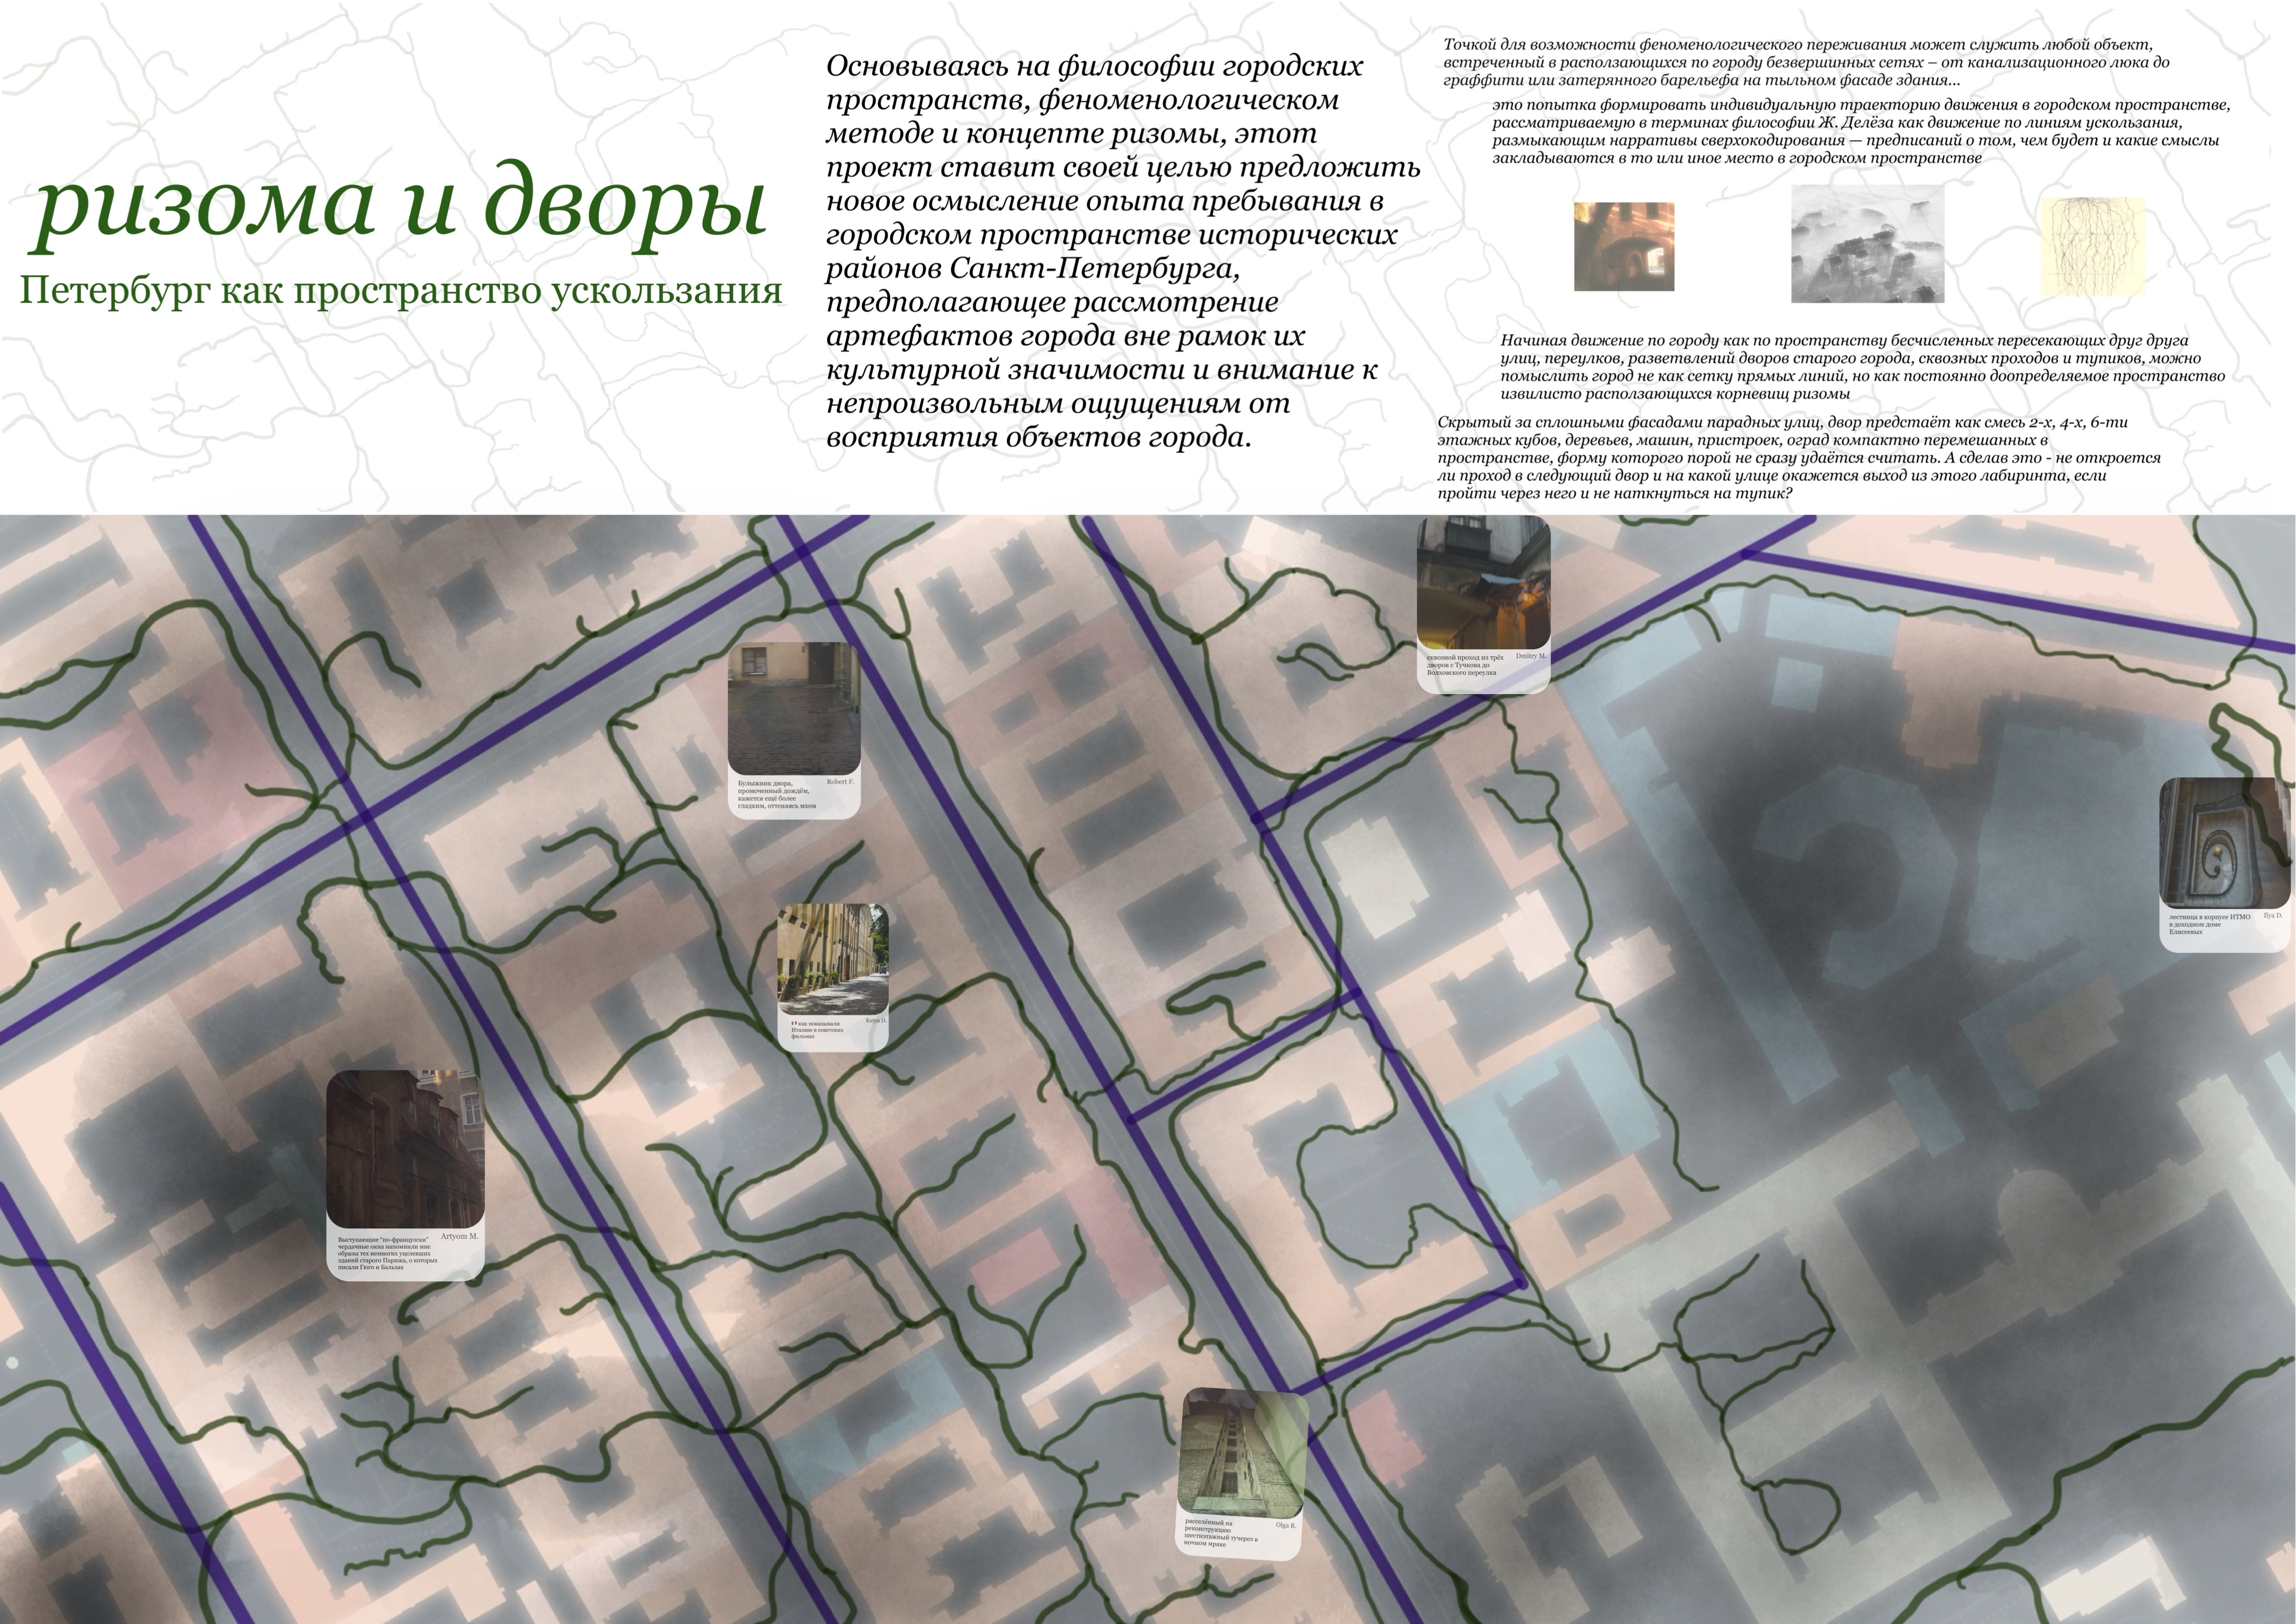 ризома и дворы
Петербург как пространство ускользания
Основываясь на философии городских
пространств, феноменологическом
методе и концепте ризомы, этот
проект ставит своей целью предложить
новое осмысление опыта пребывания в
городском пространстве исторических
районов Санкт-Петербурга,
предполагающее рассмотрение
артефактов города вне рамок их
культурной значимости и внимание к
непроизвольным ощущениям от
восприятия объектов города.
Точкой для возможности феноменологического переживания может служить любой объект,
встреченный в расползающихся по городу безвершинных сетях – от канализационного люка до
граффити или затерянного барельефа на тыльном фасаде здания...
это попытка формировать индивидуальную траекторию движения в городском пространстве,
рассматриваемую в терминах философии Ж. Делёза как движение по линиям ускользания,
размыкающим нарративы сверхкодирования — предписаний о том, чем будет и какие смыслы
закладываются в то или иное место в городском пространстве
Начиная движение по городу как по пространству бесчисленных пересекающих друг друга
улиц, переулков, разветвлений дворов старого города, сквозных проходов и тупиков, можно
помыслить город не как сетку прямых линий, но как постоянно доопределяемое пространство
извилисто расползающихся корневищ ризомы
Скрытый за сплошными фасадами парадных улиц, двор предстаёт как смесь 2-х, 4-х, 6-ти
этажных кубов, деревьев, машин, пристроек, оград компактно перемешанных в
пространстве, форму которого порой не сразу удаётся считать. А сделав это - не откроется
ли проход в следующий двор и на какой улице окажется выход из этого лабиринта, если
пройти через него и не наткнуться на тупик?
сквозной проход из трёх
дворов с Тучкова до
Волховского переулка
Dmitry M.
Булыжник двора,
промоченный дождём,
кажется ещё более
гладким, оттеняясь мхом
Robert F.
лестница в корпусе ИТМО
в доходном доме
Елисеевых
Ilya D.
как показывали
Италию в советских
фильмах
Katya D.
Выступающие "по-французски"
чердачные окна напомнили мне
образы тех немногих уцелевших
зданий старого Парижа, о которых
писали Гюго и Бальзак
Artyom M.
расселённый на
реконструкцию
шестиэтажный тучерез в
ночном мраке
Olga R.